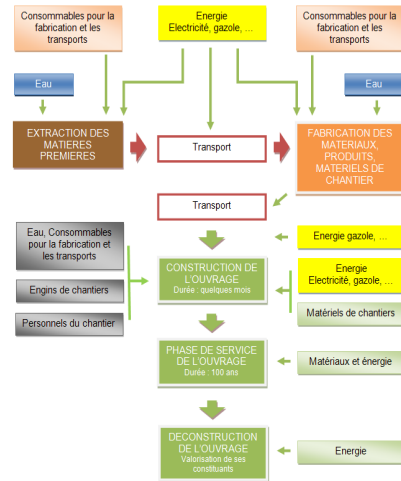 Consommables pour la
fabrication et les
transports
Energie
Electricité, gazole, ...
Consommables pour la
fabrication et les
transports
Eau
Eau
EXTRACTION DES
MATIERES
PREMIERES
Transport
FABRICATION DES
MATERIAUX,
PRODUITS,
MATERIELS DE
CHANTIER
Transport
Eau, Consommables
pour la fabrication et
les transports
Energie gazole, ...
CONSTRUCTION DE
L'OUVRAGE
Durée : quelques mois
Energie
Electricité, gazole, ...
Engins de chantiers
Matériels de chantiers
Personnels du chantier
PHASE DE SERVICE
DE L'OUVRAGE
Durée : 100 ans
Matériaux et énergie
DECONSTRUCTION
DE L'OUVRAGE
Valorisation de ses
constituants
Energie